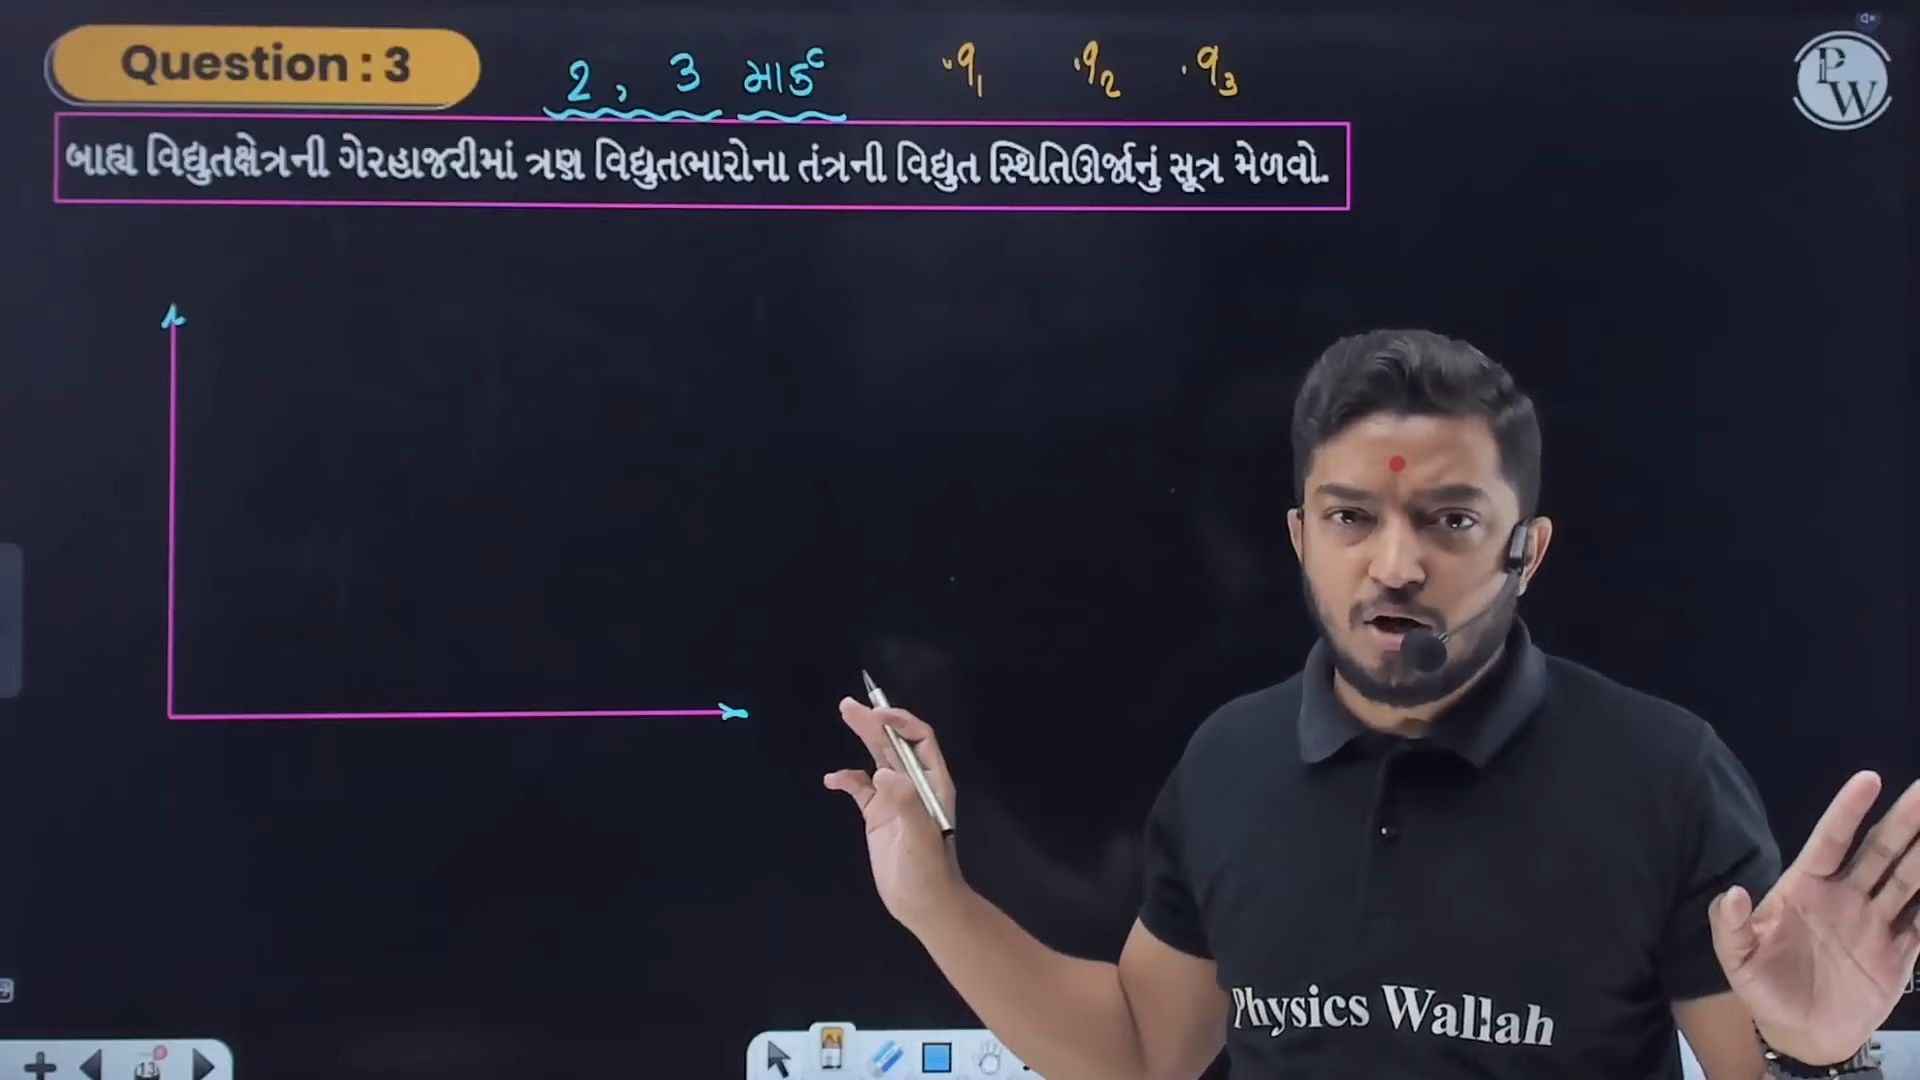 Question : 3
2, 3 માર્ક
q1 q2 q3
PW
બાહ્ય વિદ્યુતક્ષેત્રની ગેરહાજરીમાં ત્રણ વિદ્યુતભારોના તંત્રની વિદ્યુત સ્થિતિઊર્જાનું સૂત્ર મેળવો.
Physics Wallah
13